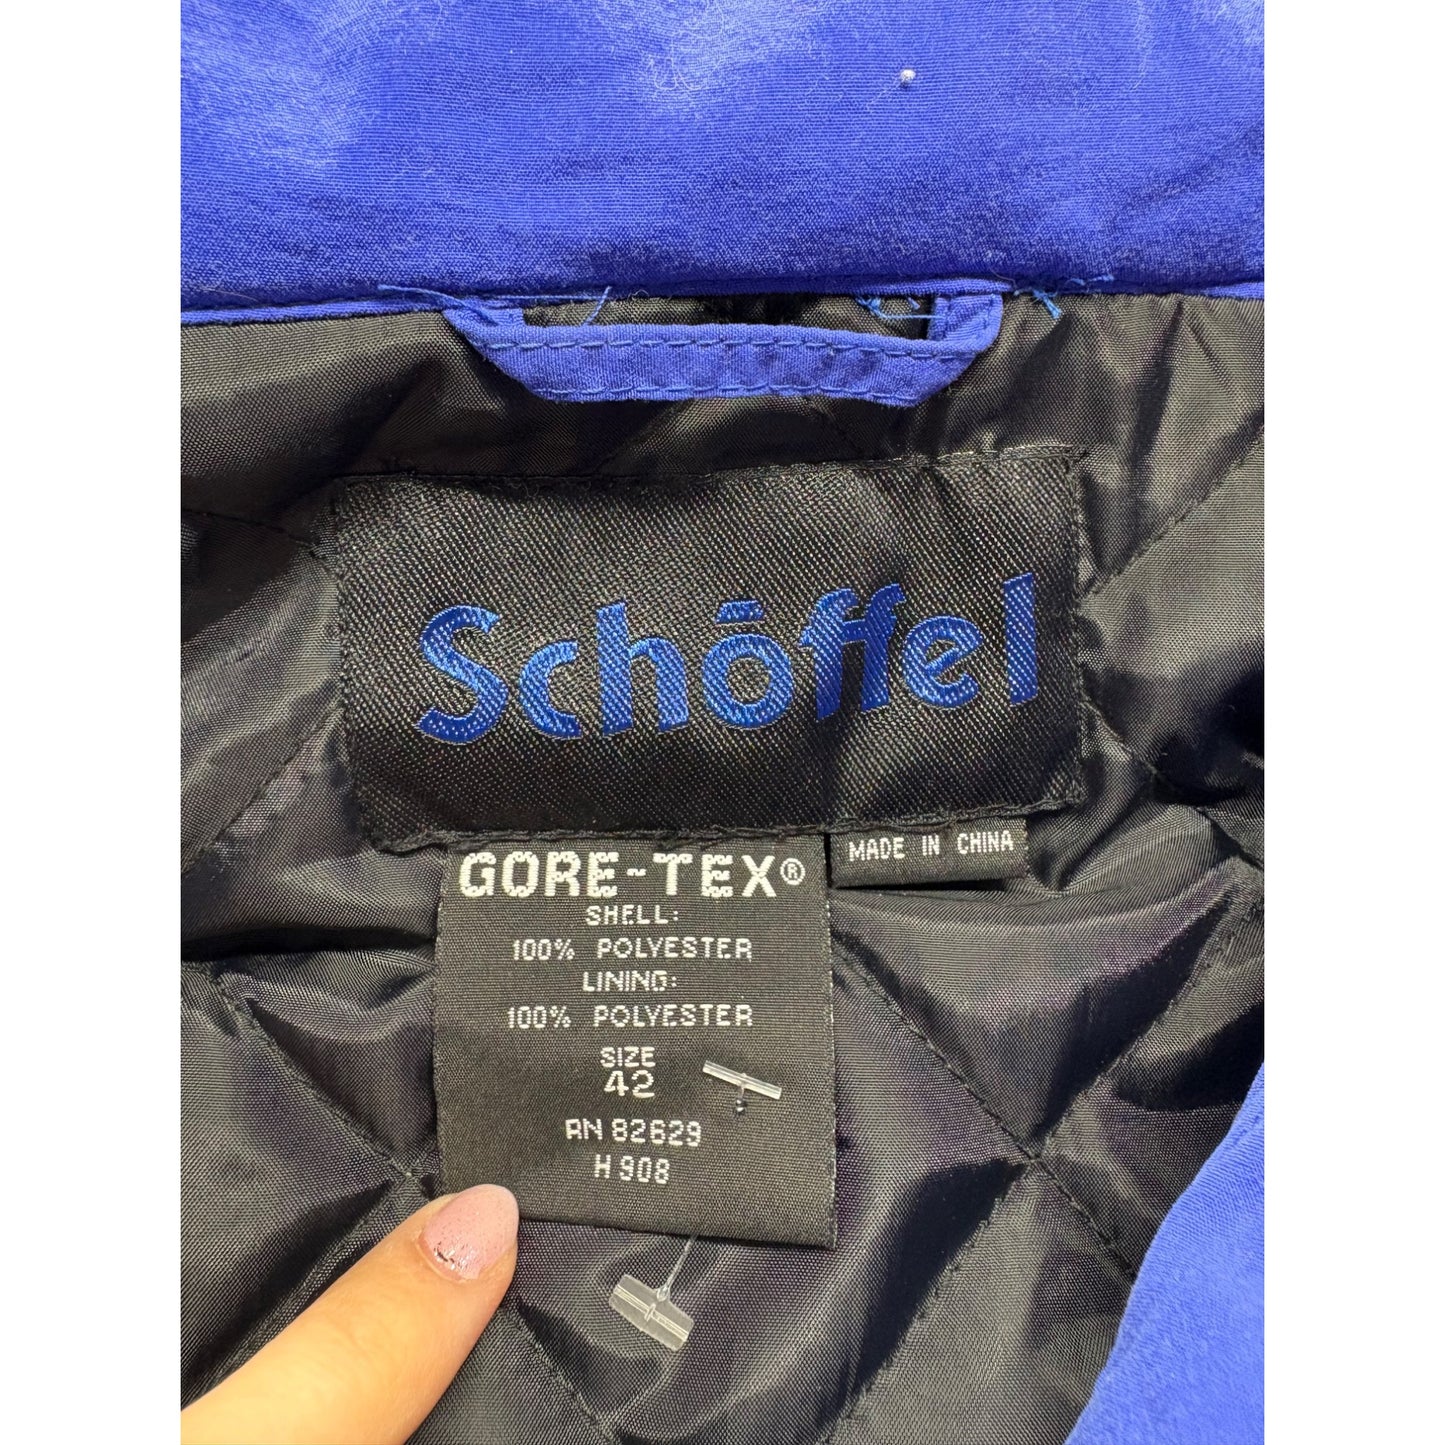 Schöffel
MADE IN CHINA
GORE-TEX®
SHELL:
100% POLYESTER
LINING:
100% POLYESTER
SIZE
42
RN 82629
H 908